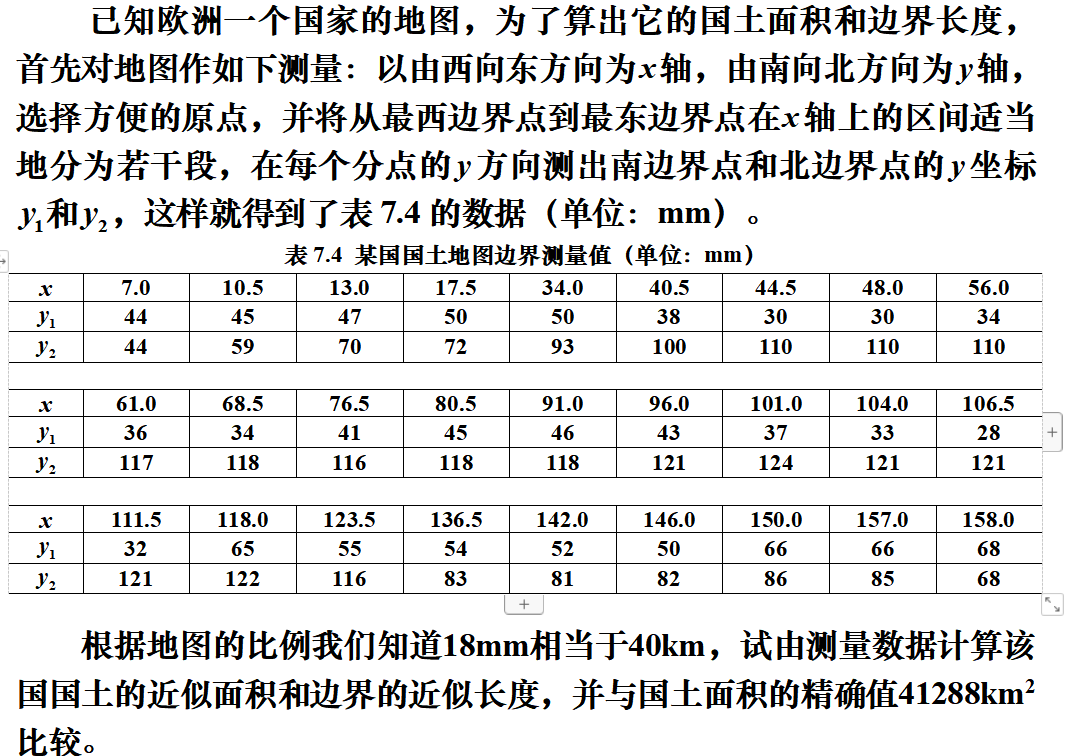 已知欧洲一个国家的地图，为了算出它的国土面积和边界长度，
首先对地图作如下测量：以由西向东方向为x轴，由南向北方向为y轴，
选择方便的原点，并将从最西边界点到最东边界点在x轴上的区间适当
地分为若干段，在每个分点的y方向测出南边界点和北边界点的y坐标
y₁和y₂，这样就得到了表 7.4 的数据（单位：mm）。
表 7.4 某国国土地图边界测量值（单位：mm）
x 7.0 10.5 13.0 17.5 34.0 40.5 44.5 48.0 56.0
y₁ 44 45 47 50 50 38 30 30 34
y₂ 44 59 70 72 93 100 110 110 110
x 61.0 68.5 76.5 80.5 91.0 96.0 101.0 104.0 106.5
y₁ 36 34 41 45 46 43 37 33 28
y₂ 117 118 116 118 118 121 124 121 121
x 111.5 118.0 123.5 136.5 142.0 146.0 150.0 157.0 158.0
y₁ 32 65 55 54 52 50 66 66 68
y₂ 121 122 116 83 81 82 86 85 68
根据地图的比例我们知道18mm相当于40km，试由测量数据计算该
国国土的近似面积和边界的近似长度，并与国土面积的精确值41288km²
比较。